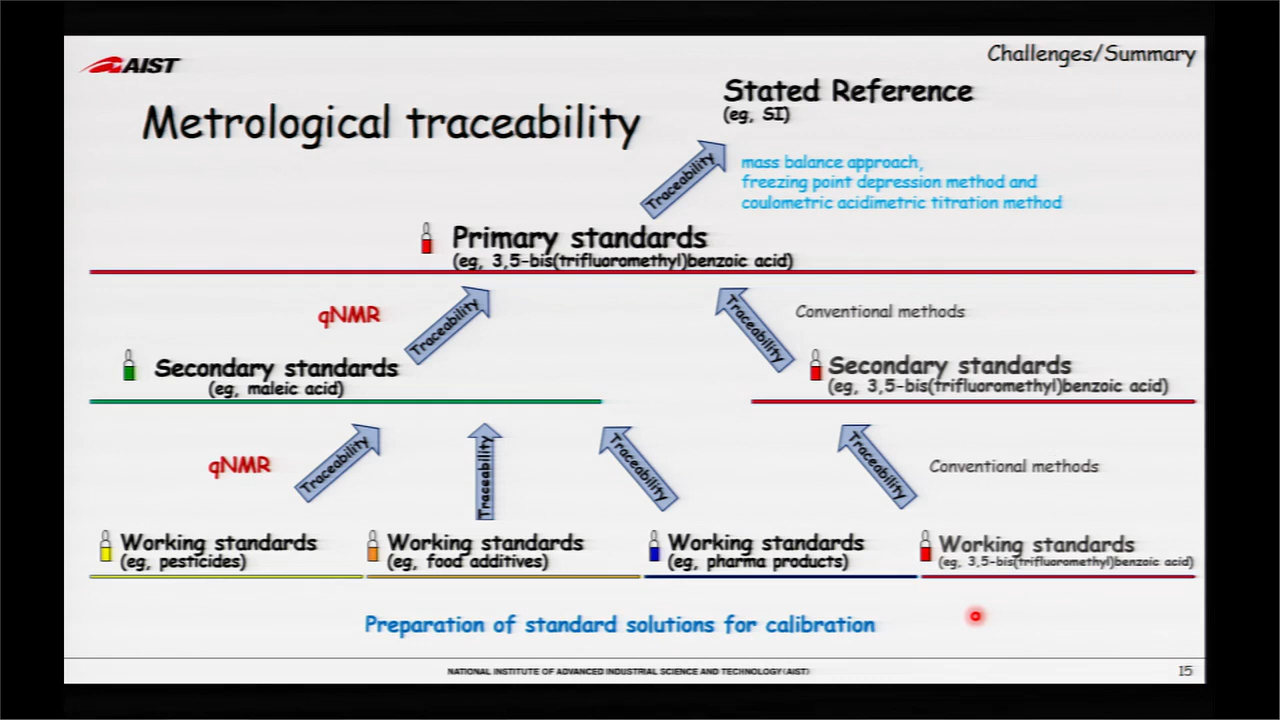 AIST
Challenges/Summary
Metrological traceability
Stated Reference
(eg, SI)
Traceability
mass balance approach,
freezing point depression method and
coulometric acidimetric titration method
Primary standards
(eg, 3,5-bis(trifluoromethyl)benzoic acid)
qNMR
Traceability
Traceability
Conventional methods
Secondary standards
(eg, maleic acid)
Secondary standards
(eg, 3,5-bis(trifluoromethyl)benzoic acid)
qNMR
Traceability
Traceability
Traceability
Traceability
Conventional methods
Working standards
(eg, pesticides)
Working standards
(eg, food additives)
Working standards
(eg, pharma products)
Working standards
(eg, 3,5-bis(trifluoromethyl)benzoic acid)
Preparation of standard solutions for calibration
NATIONAL INSTITUTE OF ADVANCED INDUSTRIAL SCIENCE AND TECHNOLOGY (AIST)
15